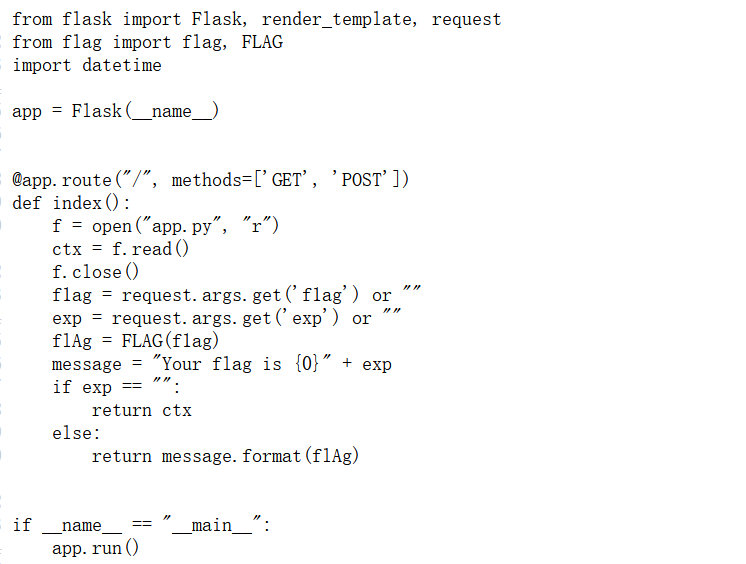 from flask import Flask, render_template, request
from flag import flag, FLAG
import datetime
app = Flask(__name__)
@app.route("/", methods=['GET', 'POST'])
def index():
    f = open("app.py", "r")
    ctx = f.read()
    f.close()
    flag = request.args.get('flag') or ""
    exp = request.args.get('exp') or ""
    flAg = FLAG(flag)
    message = "Your flag is {0}" + exp
    if exp == "":
        return ctx
    else:
        return message.format(flAg)
if __name__ == "__main__":
    app.run()